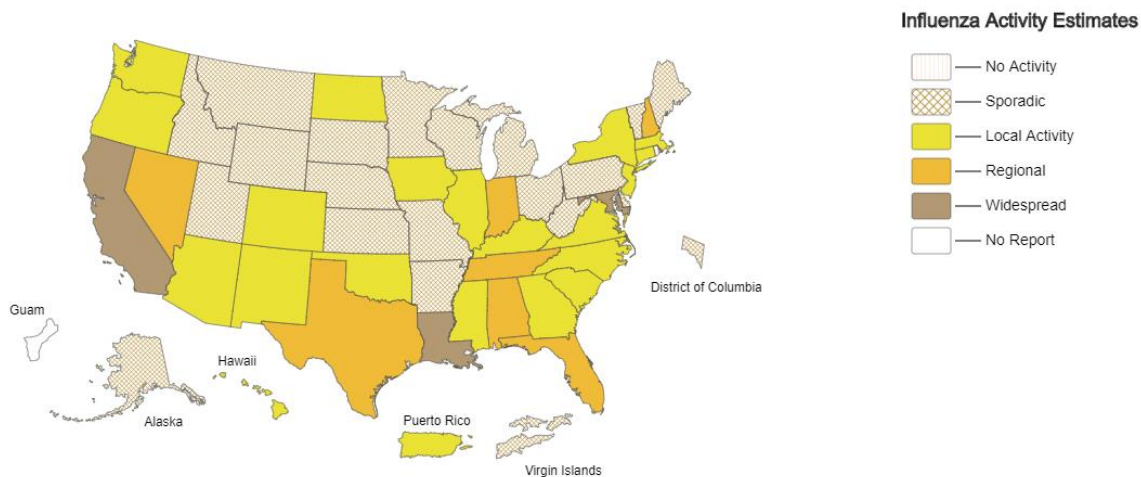 Influenza Activity Estimates
No Activity
Sporadic
Local Activity
Regional
Widespread
No Report
District of Columbia
Guam
Hawaii
Alaska
Puerto Rico
Virgin Islands